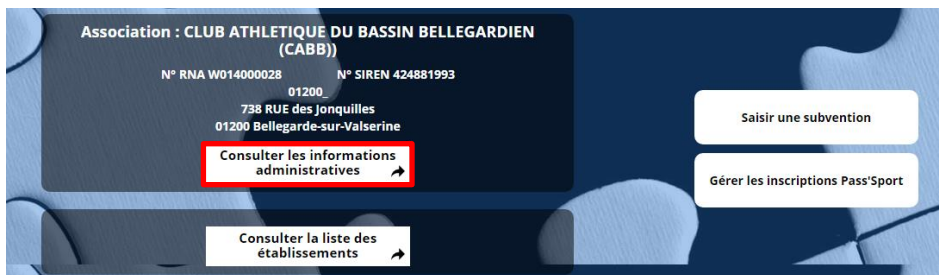 Association : CLUB ATHLETIQUE DU BASSIN BELLEGARDIEN
(CABB))
N° RNA W014000028 N° SIREN 424881993
01200_
738 RUE des Jonquilles
01200 Bellegarde-sur-Valserine
Consulter les informations
administratives
Saisir une subvention
Gérer les inscriptions Pass'Sport
Consulter la liste des
établissements